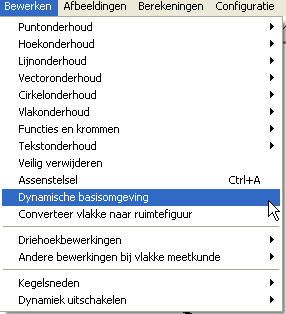 Bewerken Afbeeldingen Berekeningen Configuratie
Puntonderhoud
Hoekonderhoud
Lijnonderhoud
Vectoronderhoud
Cirkelonderhoud
Vlakonderhoud
Functies en krommen
Tekstonderhoud
Veilig verwijderen
Assenstelsel Ctrl+A
Dynamische basisomgeving
Converteer vlakke naar ruimtefiguur
Driehoekbewerkingen
Andere bewerkingen bij vlakke meetkunde
Kegelsneden
Dynamiek uitschakelen